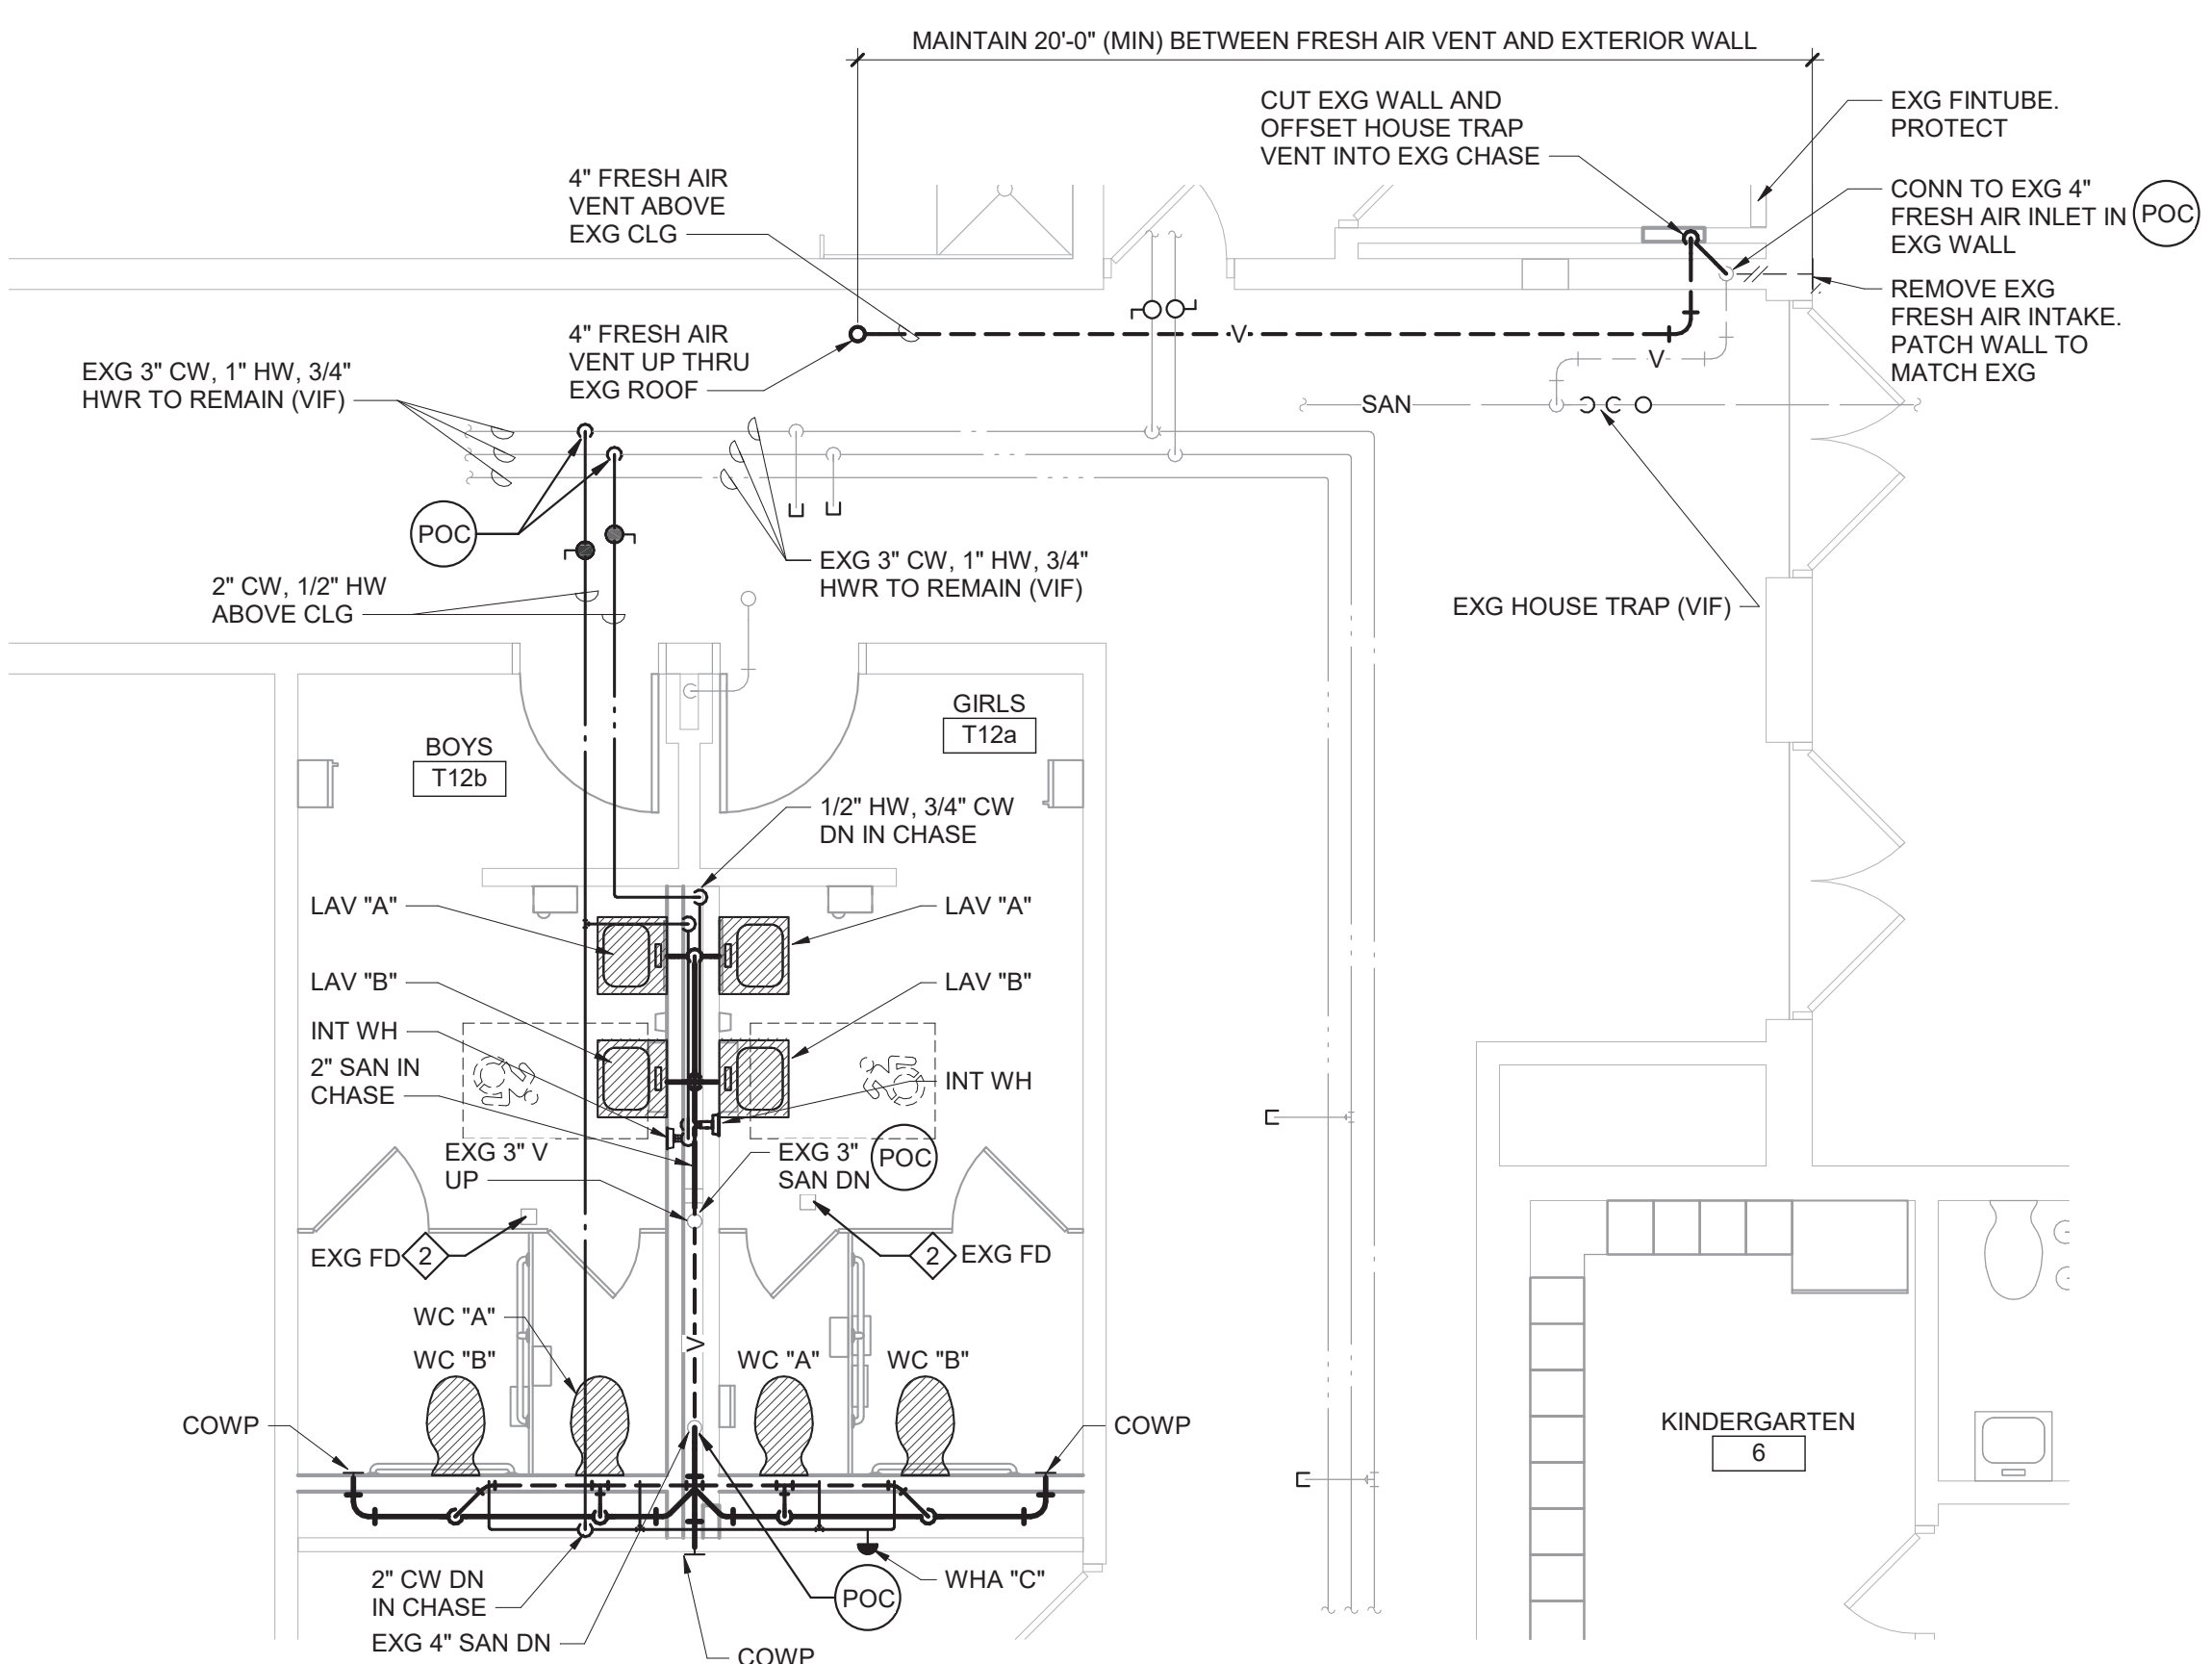 MAINTAIN 20'-0" (MIN) BETWEEN FRESH AIR VENT AND EXTERIOR WALL
CUT EXG WALL AND
OFFSET HOUSE TRAP
VENT INTO EXG CHASE
EXG FINTUBE.
PROTECT
4" FRESH AIR
VENT ABOVE
EXG CLG
CONN TO EXG 4"
FRESH AIR INLET IN
EXG WALL
POC
REMOVE EXG
FRESH AIR INTAKE.
PATCH WALL TO
MATCH EXG
4" FRESH AIR
VENT UP THRU
EXG ROOF
V
V
EXG 3" CW, 1" HW, 3/4"
HWR TO REMAIN (VIF)
SAN
POC
EXG 3" CW, 1" HW, 3/4"
HWR TO REMAIN (VIF)
2" CW, 1/2" HW
ABOVE CLG
EXG HOUSE TRAP (VIF)
GIRLS
T12a
BOYS
T12b
1/2" HW, 3/4" CW
DN IN CHASE
LAV "A"
LAV "A"
LAV "B"
LAV "B"
INT WH
2" SAN IN
CHASE
INT WH
EXG 3" V
UP
EXG 3"
SAN DN
POC
EXG FD
2
2
EXG FD
WC "A"
WC "B"
V
WC "A"
WC "B"
COWP
COWP
KINDERGARTEN
6
2" CW DN
IN CHASE
POC
WHA "C"
EXG 4" SAN DN
COWP